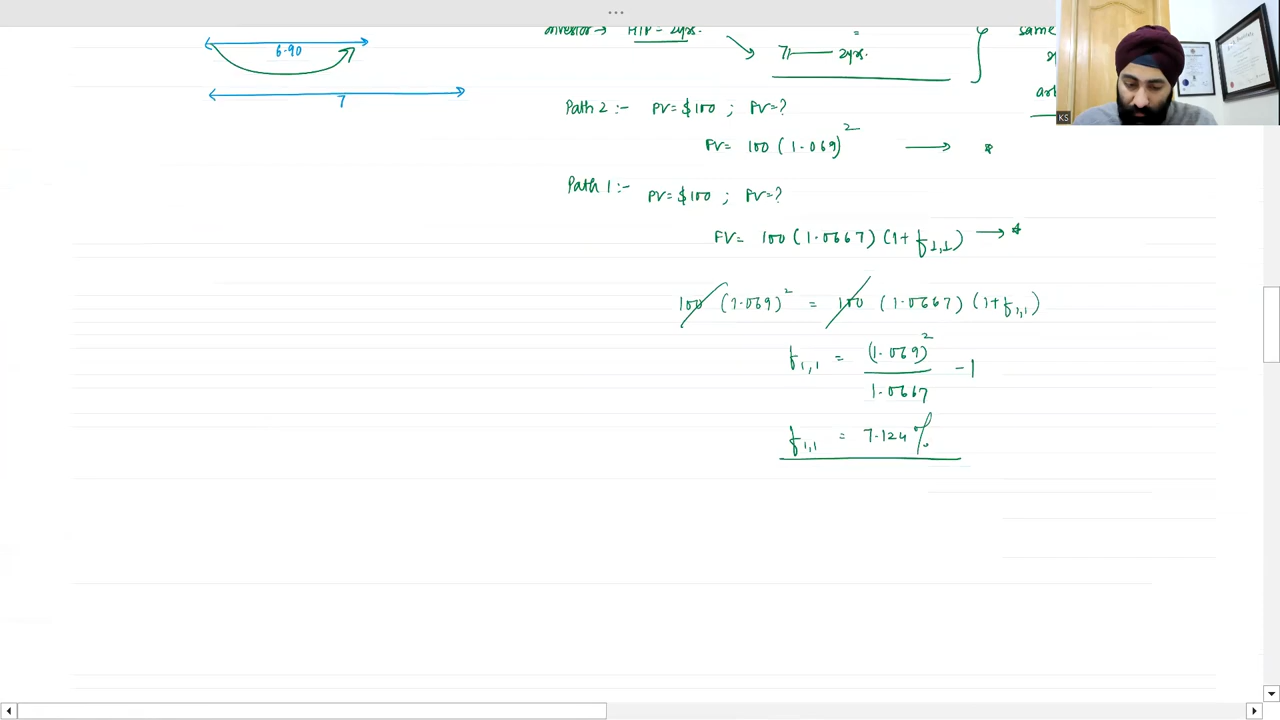 6.90
7
Investor → HTP = 2yrs.
2yrs.
same
Path 2 :- PV = $100 ; FV = ?
FV = 100 (1.069)^2 → *
Path 1 :- PV = $100 ; FV = ?
FV = 100 (1.0667) (1 + f1,1) → *
100 (1.069)^2 = 100 (1.0667) (1 + f1,1)
f1,1 = (1.069)^2 / 1.0667 - 1
f1,1 = 7.124 %
KS